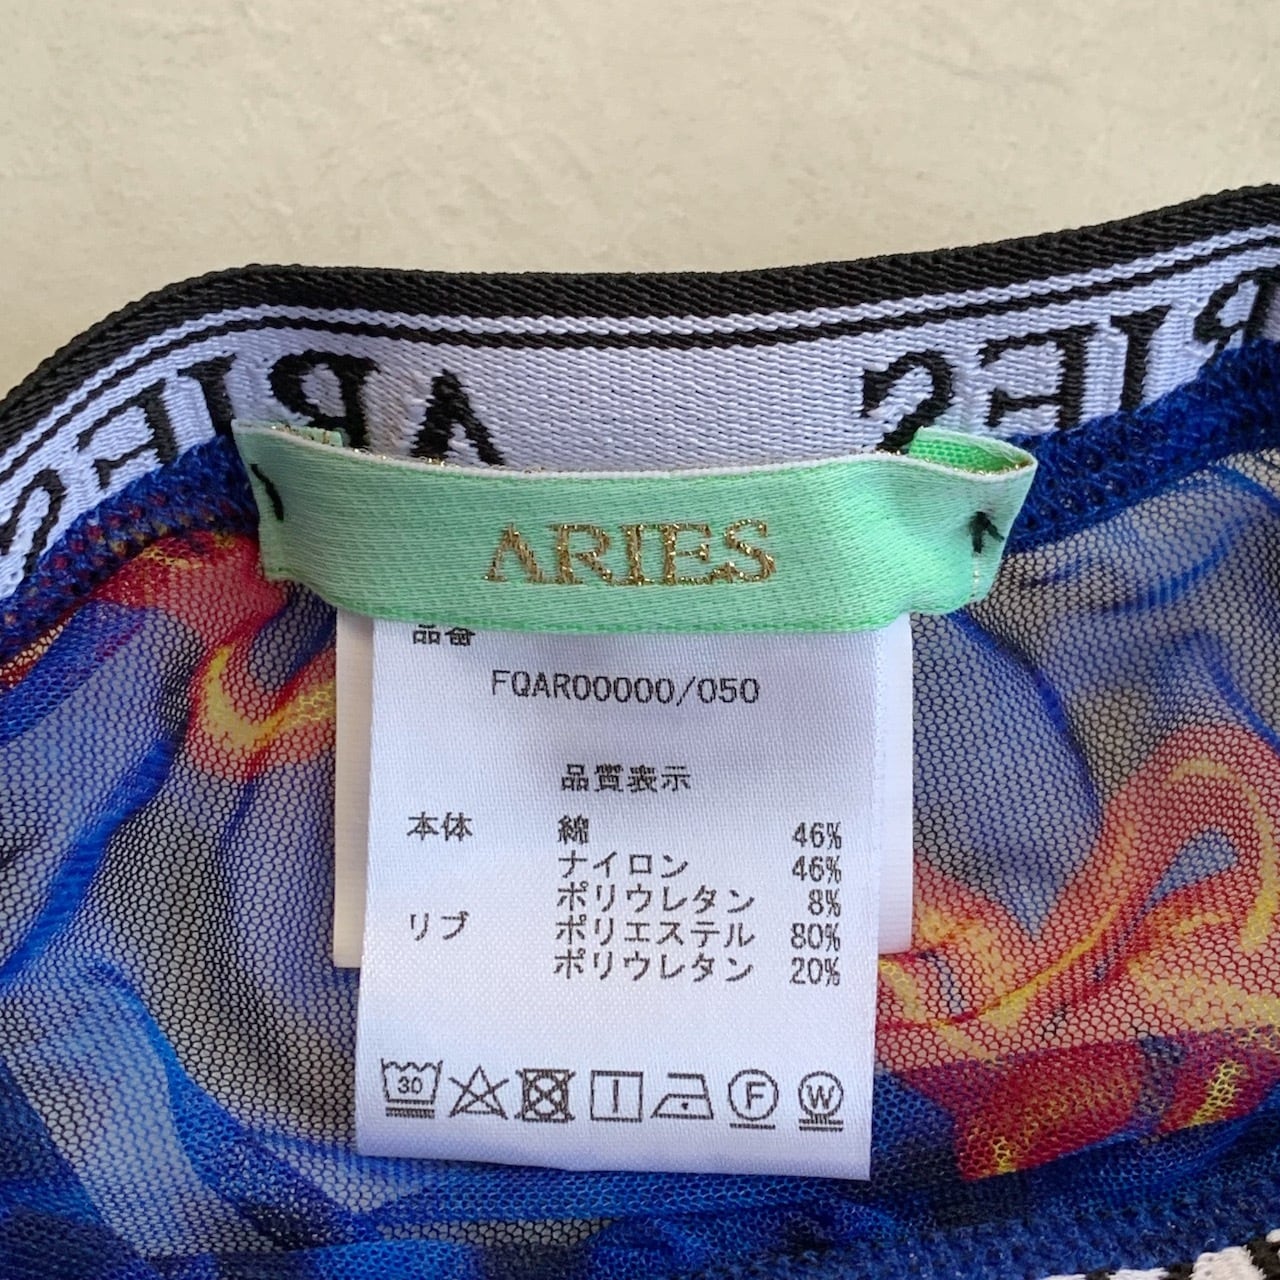 ARIES
ARIES
ARIES
品番
FQAR00000/050
品質表示
本体 綿 46%
ナイロン 46%
ポリウレタン 8%
リブ ポリエステル 80%
ポリウレタン 20%
30 F W